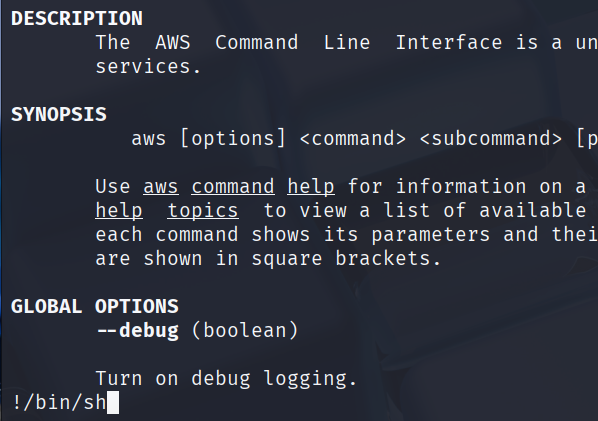 DESCRIPTION
The AWS Command Line Interface is a un
services.
SYNOPSIS
aws [options] <command> <subcommand> [p
Use aws command help for information on a
help topics to view a list of available
each command shows its parameters and thei
are shown in square brackets.
GLOBAL OPTIONS
--debug (boolean)
Turn on debug logging.
!/bin/sh